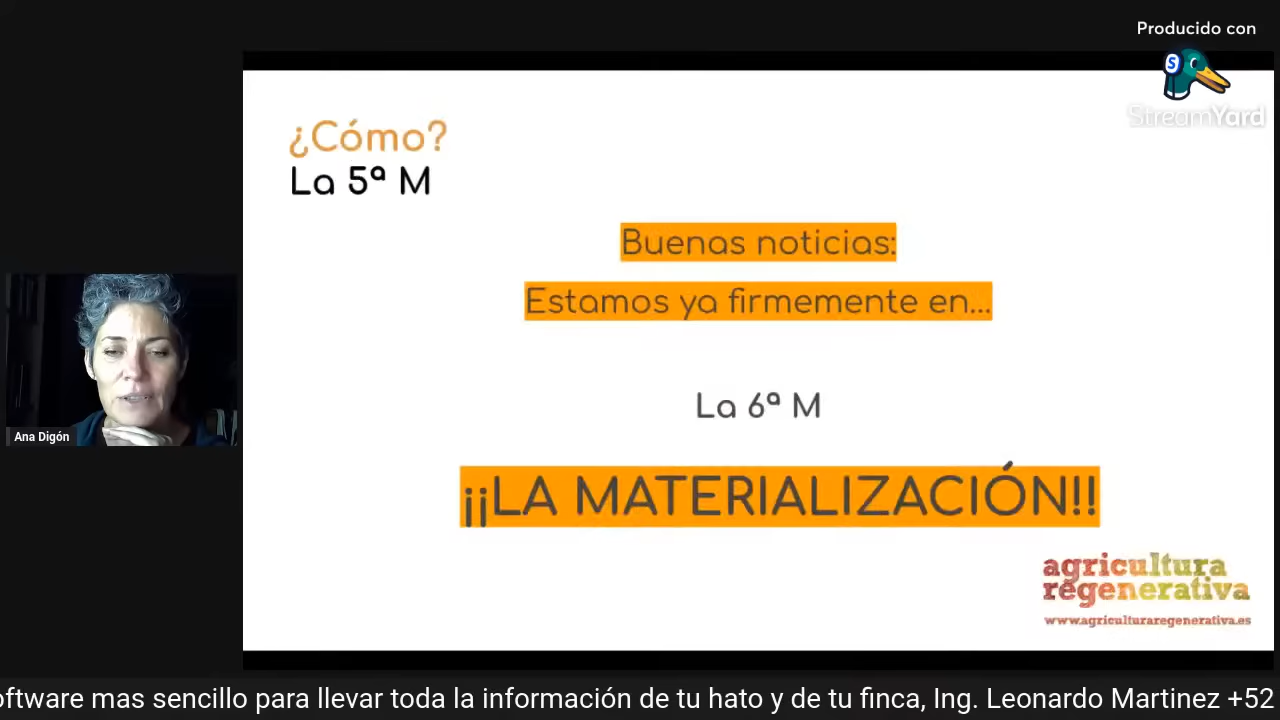 Producido con
StreamYard
¿Cómo?
La 5ª M
Buenas noticias:
Estamos ya firmemente en...
La 6ª M
¡¡LA MATERIALIZACIÓN!!
agricultura
regenerativa
www.agriculturaregenerativa.es
Ana Digón
oftware mas sencillo para llevar toda la información de tu hato y de tu finca, Ing. Leonardo Martinez +52